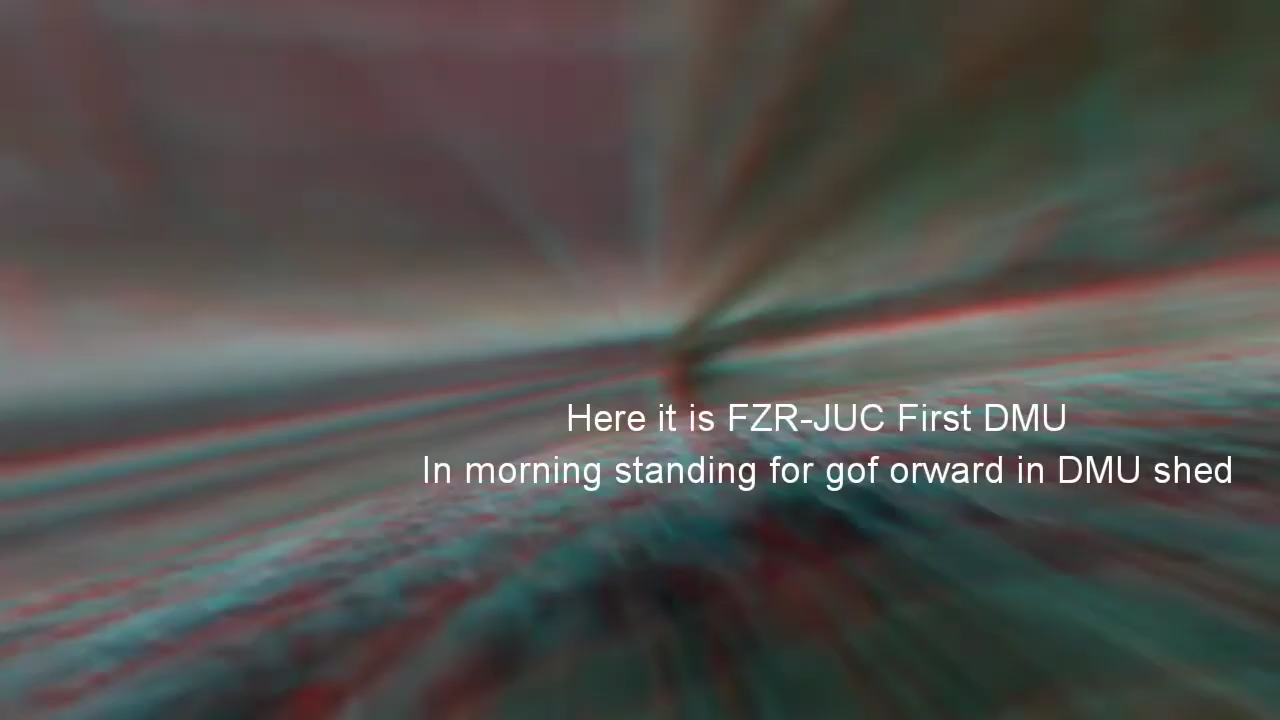 Here it is FZR-JUC First DMU
In morning standing for gof orward in DMU shed